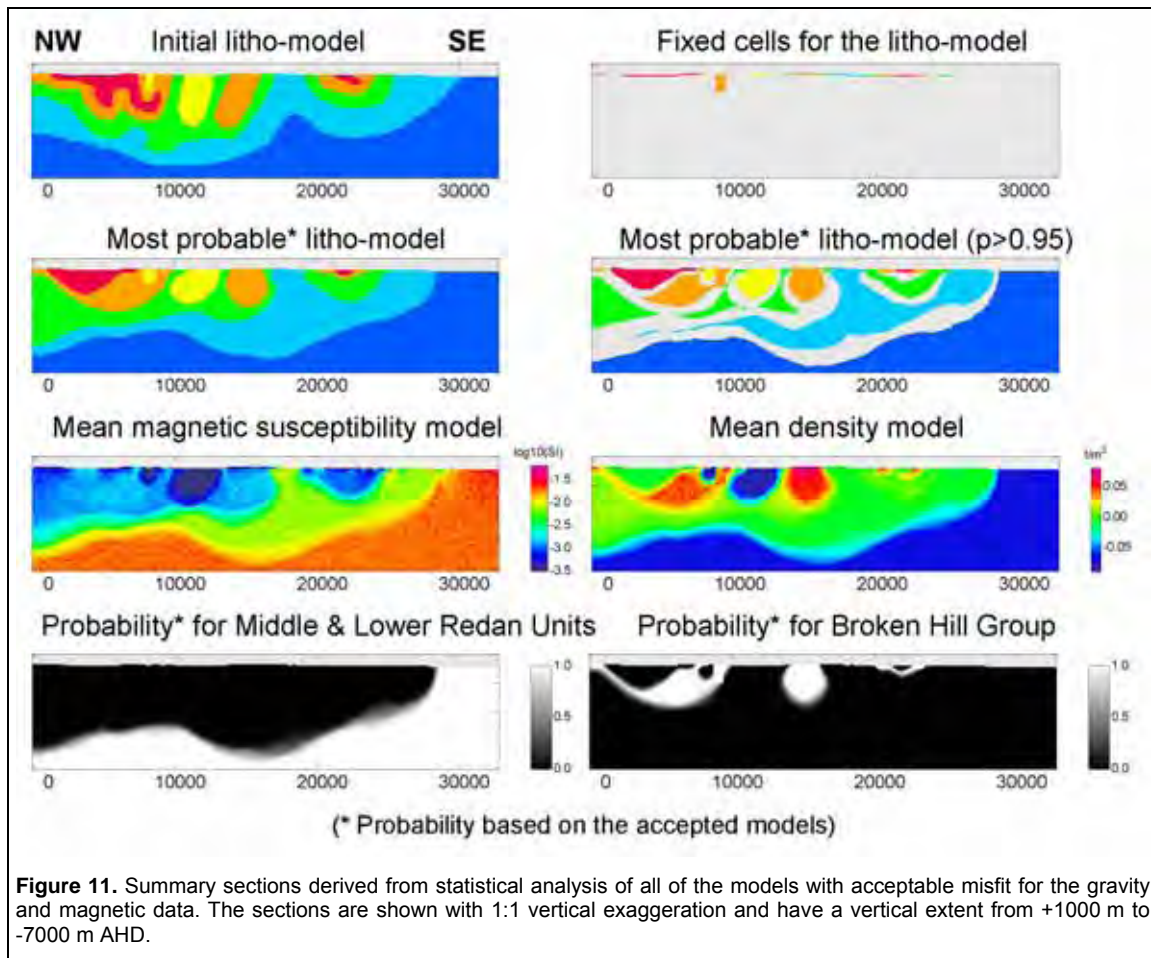 NW Initial litho-model SE
Fixed cells for the litho-model
0 10000 20000 30000
0 10000 20000 30000
Most probable* litho-model
Most probable* litho-model (p>0.95)
0 10000 20000 30000
0 10000 20000 30000
Mean magnetic susceptibility model
log10(SI)
-1.5
-2.0
-2.5
-3.0
-3.5
0 10000 20000 30000
Mean density model
t/m³
0.05
0.00
-0.05
0 10000 20000 30000
Probability* for Middle & Lower Redan Units
1.0
0.5
0.0
0 10000 20000 30000
Probability* for Broken Hill Group
1.0
0.5
0.0
0 10000 20000 30000
(* Probability based on the accepted models)
Figure 11. Summary sections derived from statistical analysis of all of the models with acceptable misfit for the gravity
and magnetic data. The sections are shown with 1:1 vertical exaggeration and have a vertical extent from +1000 m to
-7000 m AHD.